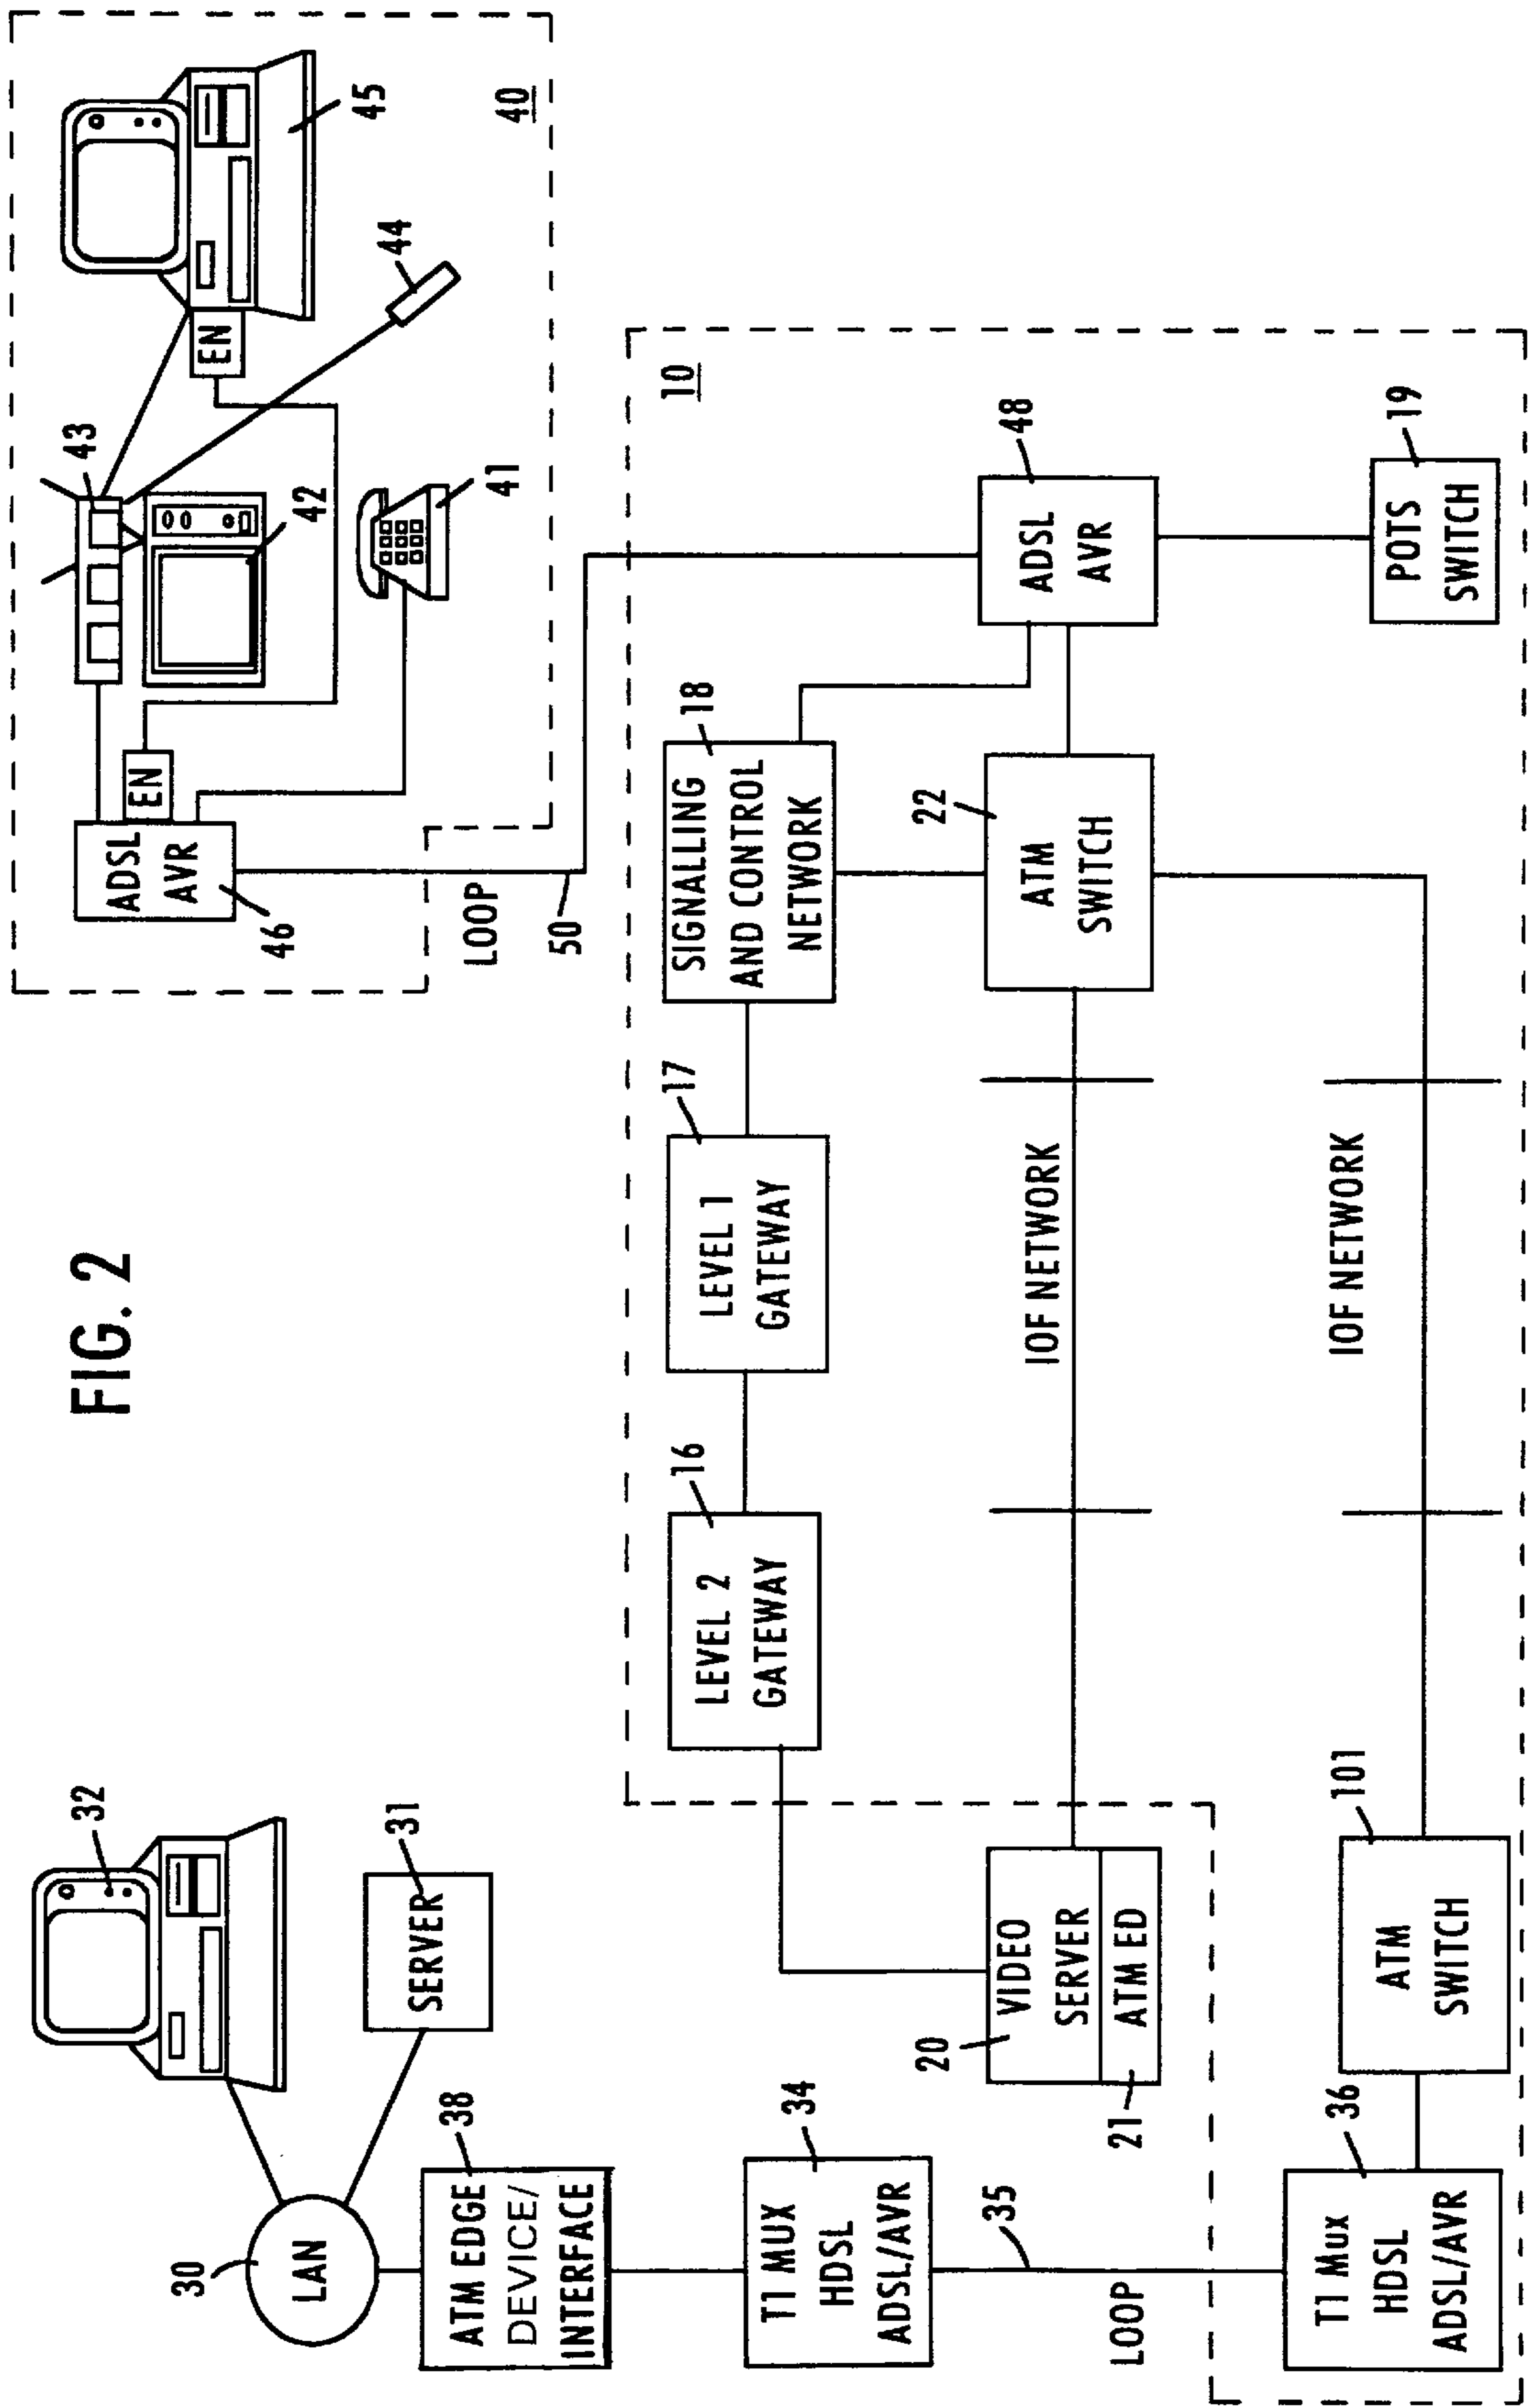 FIG. 2
30
LAN
32
31
SERVER
38
ATM EDGE
DEVICE/
INTERFACE
34
T1 MUX
HDSL
ADSL/AVR
35
LOOP
36
T1 Mux
HDSL
ADSL/AVR
101
ATM
SWITCH
20
VIDEO
SERVER
21
ATM ED
16
LEVEL 2
GATEWAY
17
LEVEL 1
GATEWAY
18
SIGNALLING
AND CONTROL
NETWORK
IOF NETWORK
IOF NETWORK
22
ATM
SWITCH
10
48
ADSL
AVR
19
POTS
SWITCH
LOOP
50
46
ADSL
AVR
EN
43
42
41
EN
44
45
40